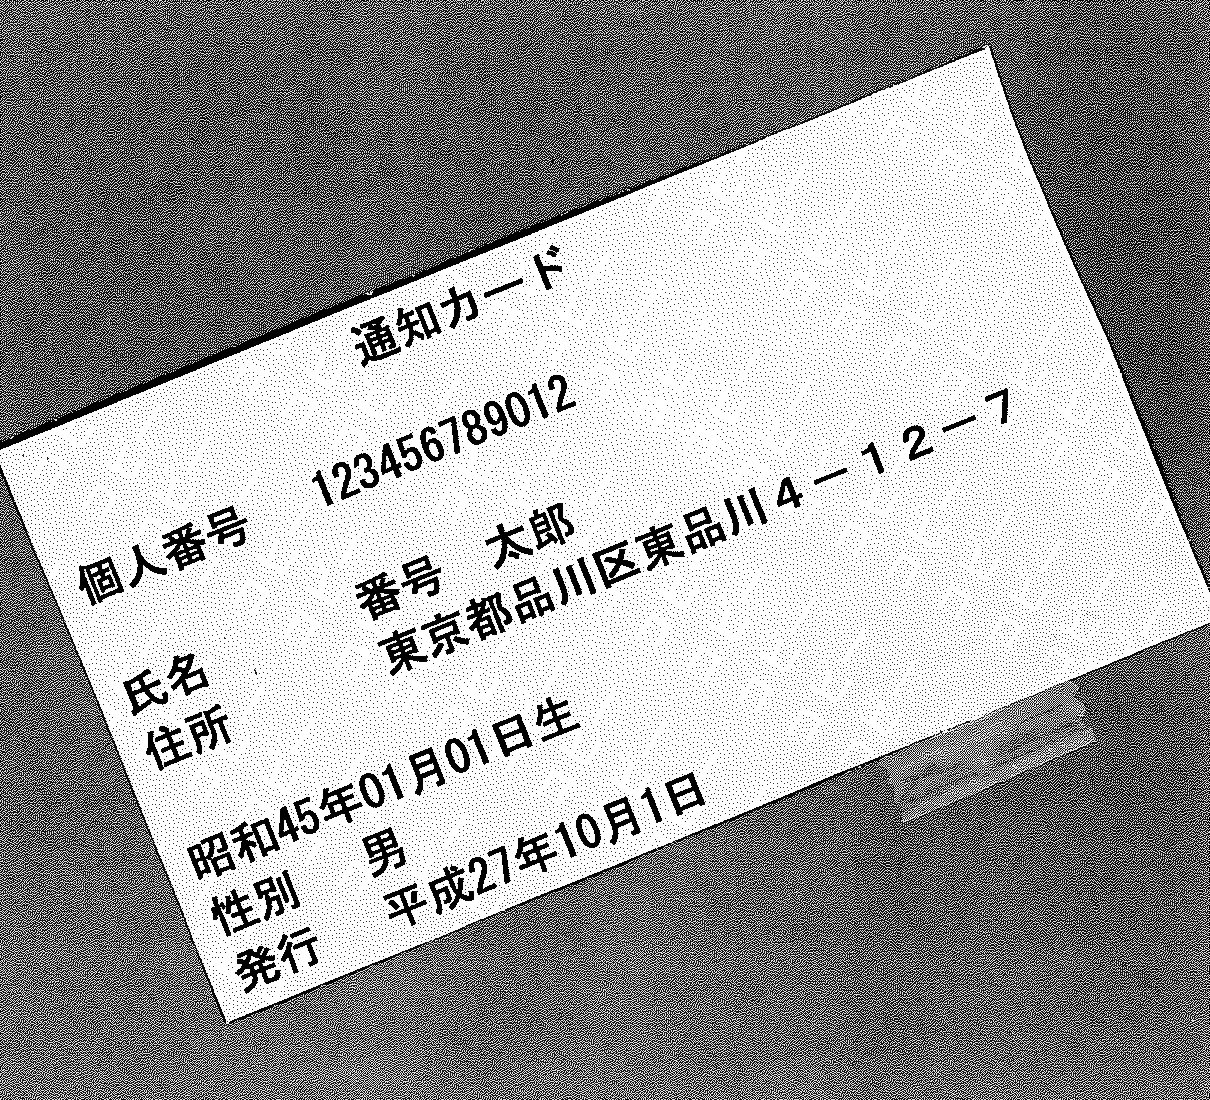 通知カード
個人番号　123456789012
氏名　番号　太郎
住所　東京都品川区東品川４－１２－７
昭和45年01月01日生
性別　男
発行　平成27年10月1日